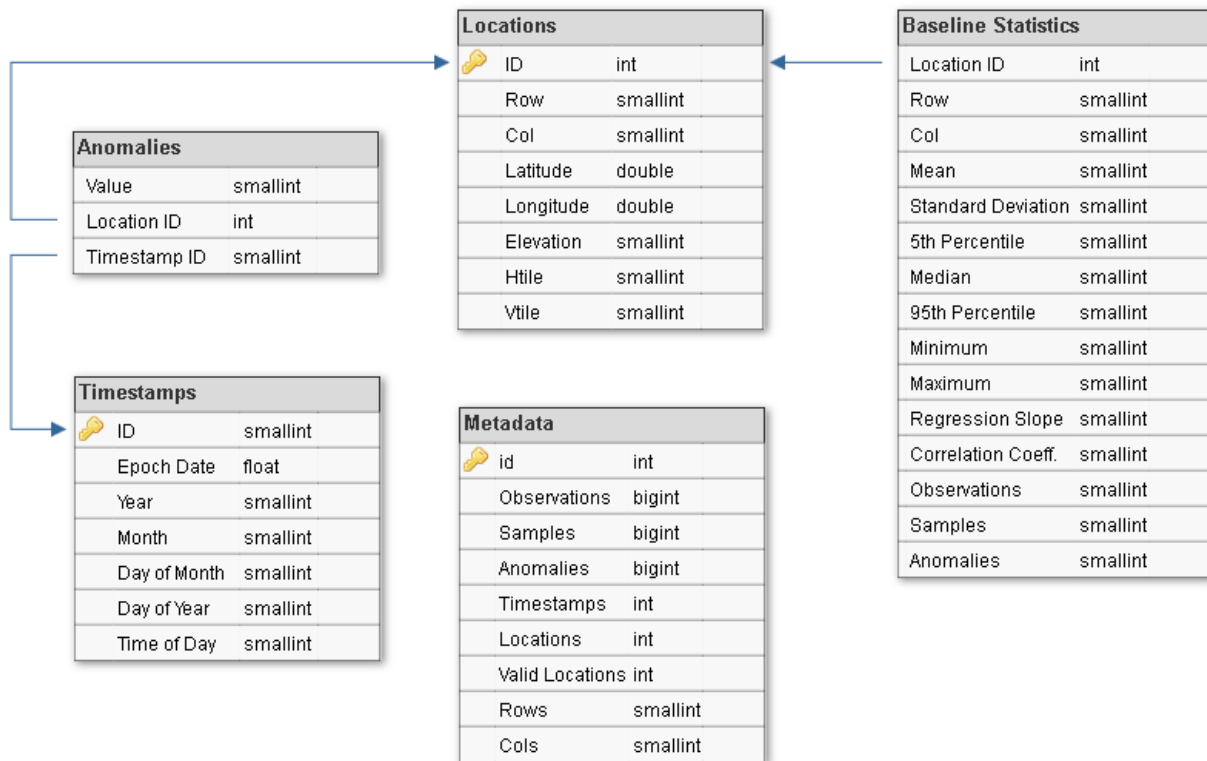 Locations
ID int
Row smallint
Col smallint
Latitude double
Longitude double
Elevation smallint
Htile smallint
Vtile smallint
Baseline Statistics
Location ID int
Row smallint
Col smallint
Mean smallint
Standard Deviation smallint
5th Percentile smallint
Median smallint
95th Percentile smallint
Minimum smallint
Maximum smallint
Regression Slope smallint
Correlation Coeff. smallint
Observations smallint
Samples smallint
Anomalies smallint
Anomalies
Value smallint
Location ID int
Timestamp ID smallint
Timestamps
ID smallint
Epoch Date float
Year smallint
Month smallint
Day of Month smallint
Day of Year smallint
Time of Day smallint
Metadata
id int
Observations bigint
Samples bigint
Anomalies bigint
Timestamps int
Locations int
Valid Locations int
Rows smallint
Cols smallint